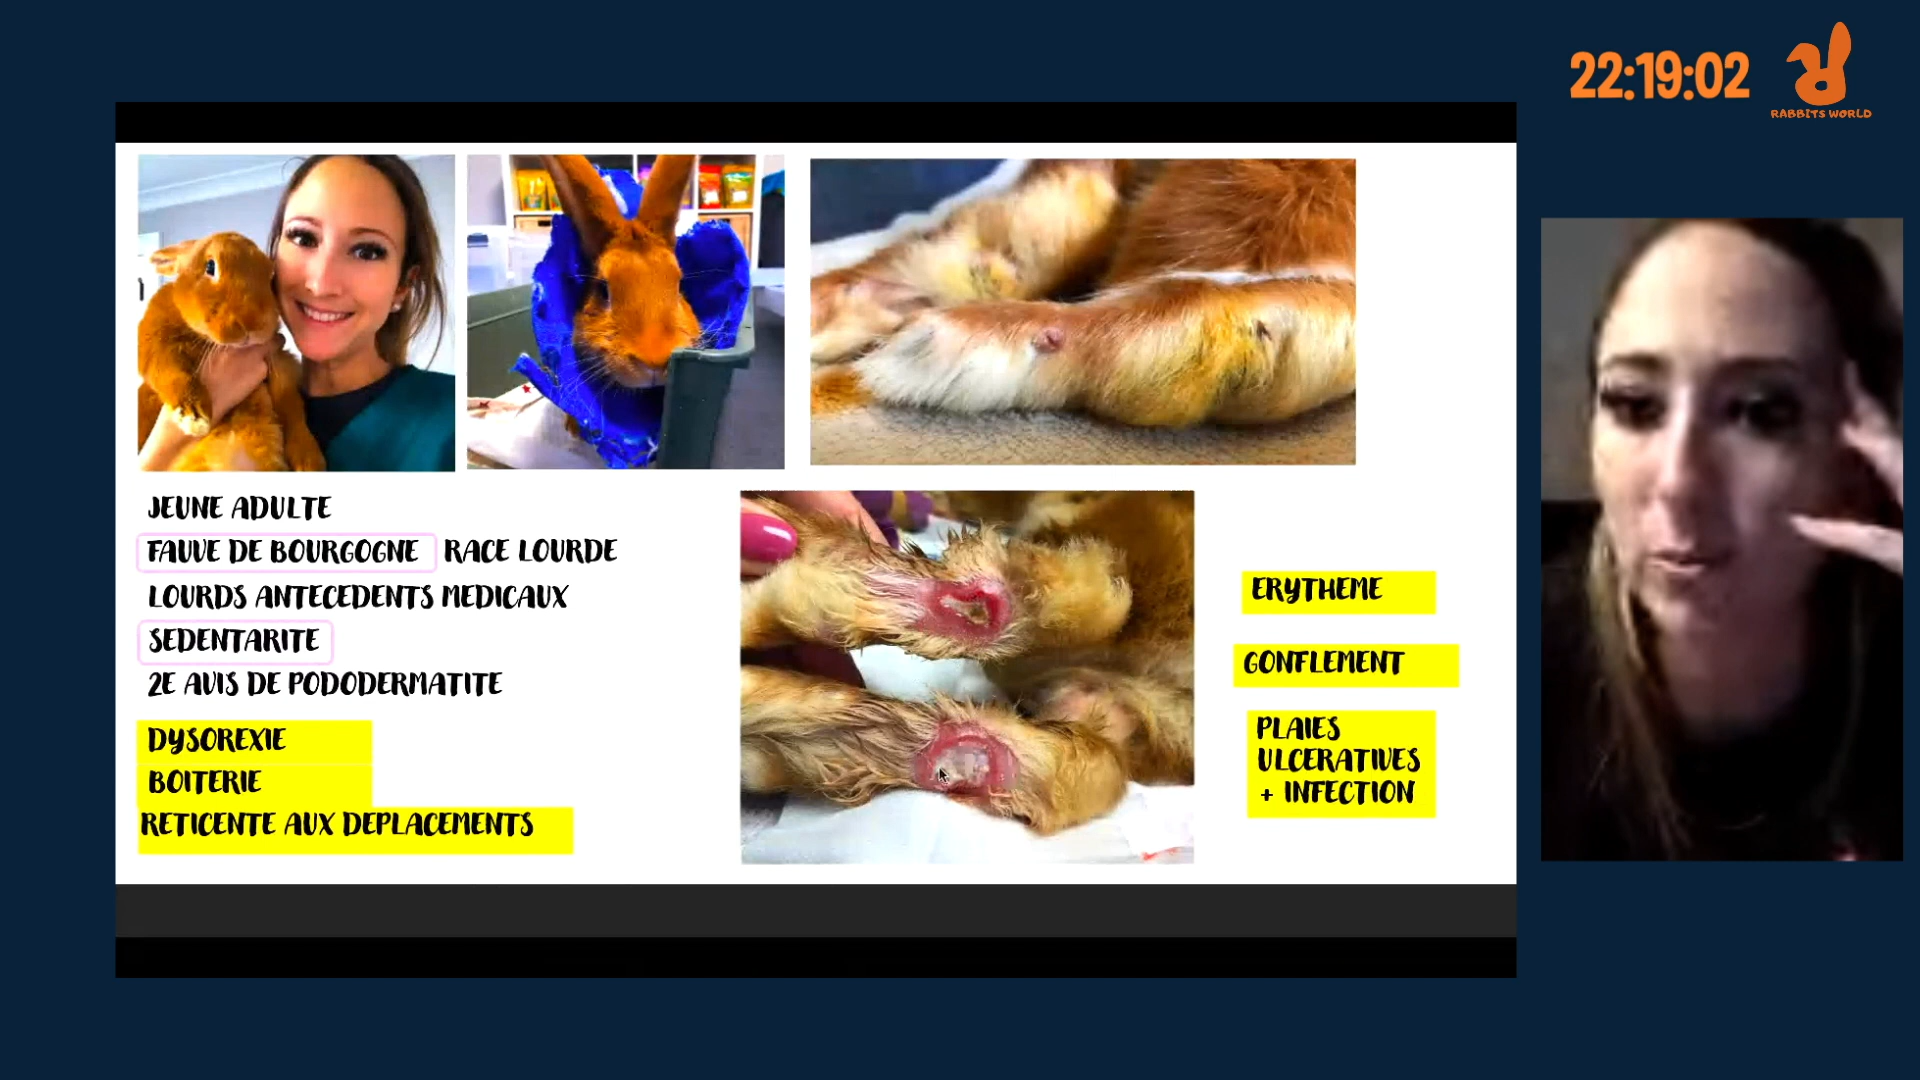 22:19:02
RABBITS WORLD
JEUNE ADULTE
FAUVE DE BOURGOGNE RACE LOURDE
LOURDS ANTECEDENTS MEDICAUX
SEDENTARITE
2E AVIS DE PODODERMATITE
DYSOREXIE
BOITERIE
RETICENTE AUX DEPLACEMENTS
ERYTHEME
GONFLEMENT
PLAIES
ULCERATIVES
+ INFECTION